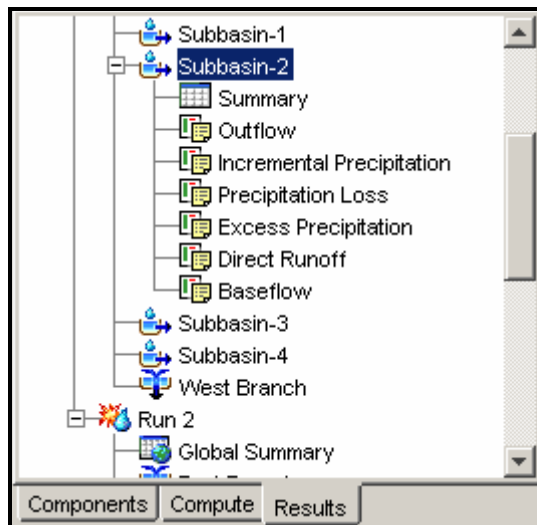 Subbasin-1
Subbasin-2
Summary
Outflow
Incremental Precipitation
Precipitation Loss
Excess Precipitation
Direct Runoff
Baseflow
Subbasin-3
Subbasin-4
West Branch
Run 2
Global Summary
Components Compute Results